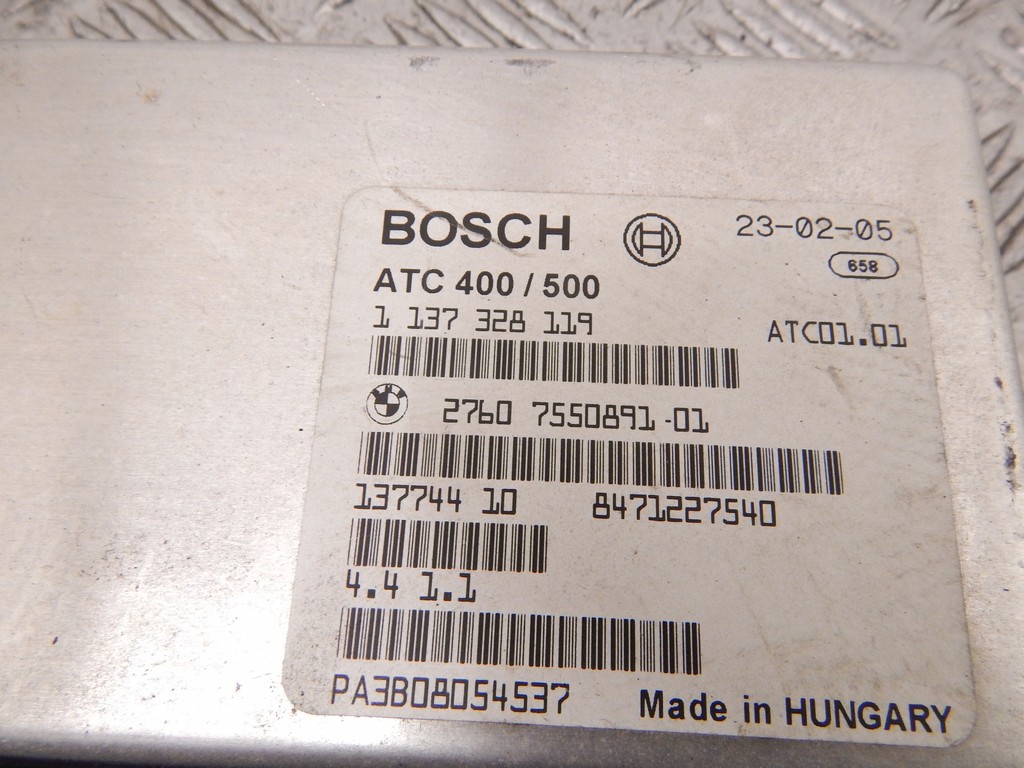 BOSCH 23-02-05
658
ATC 400 / 500
1 137 328 119 ATC01.01
2760 7550891-01
137744 10 8471227540
4.4 1.1
PA3B08054537 Made in HUNGARY